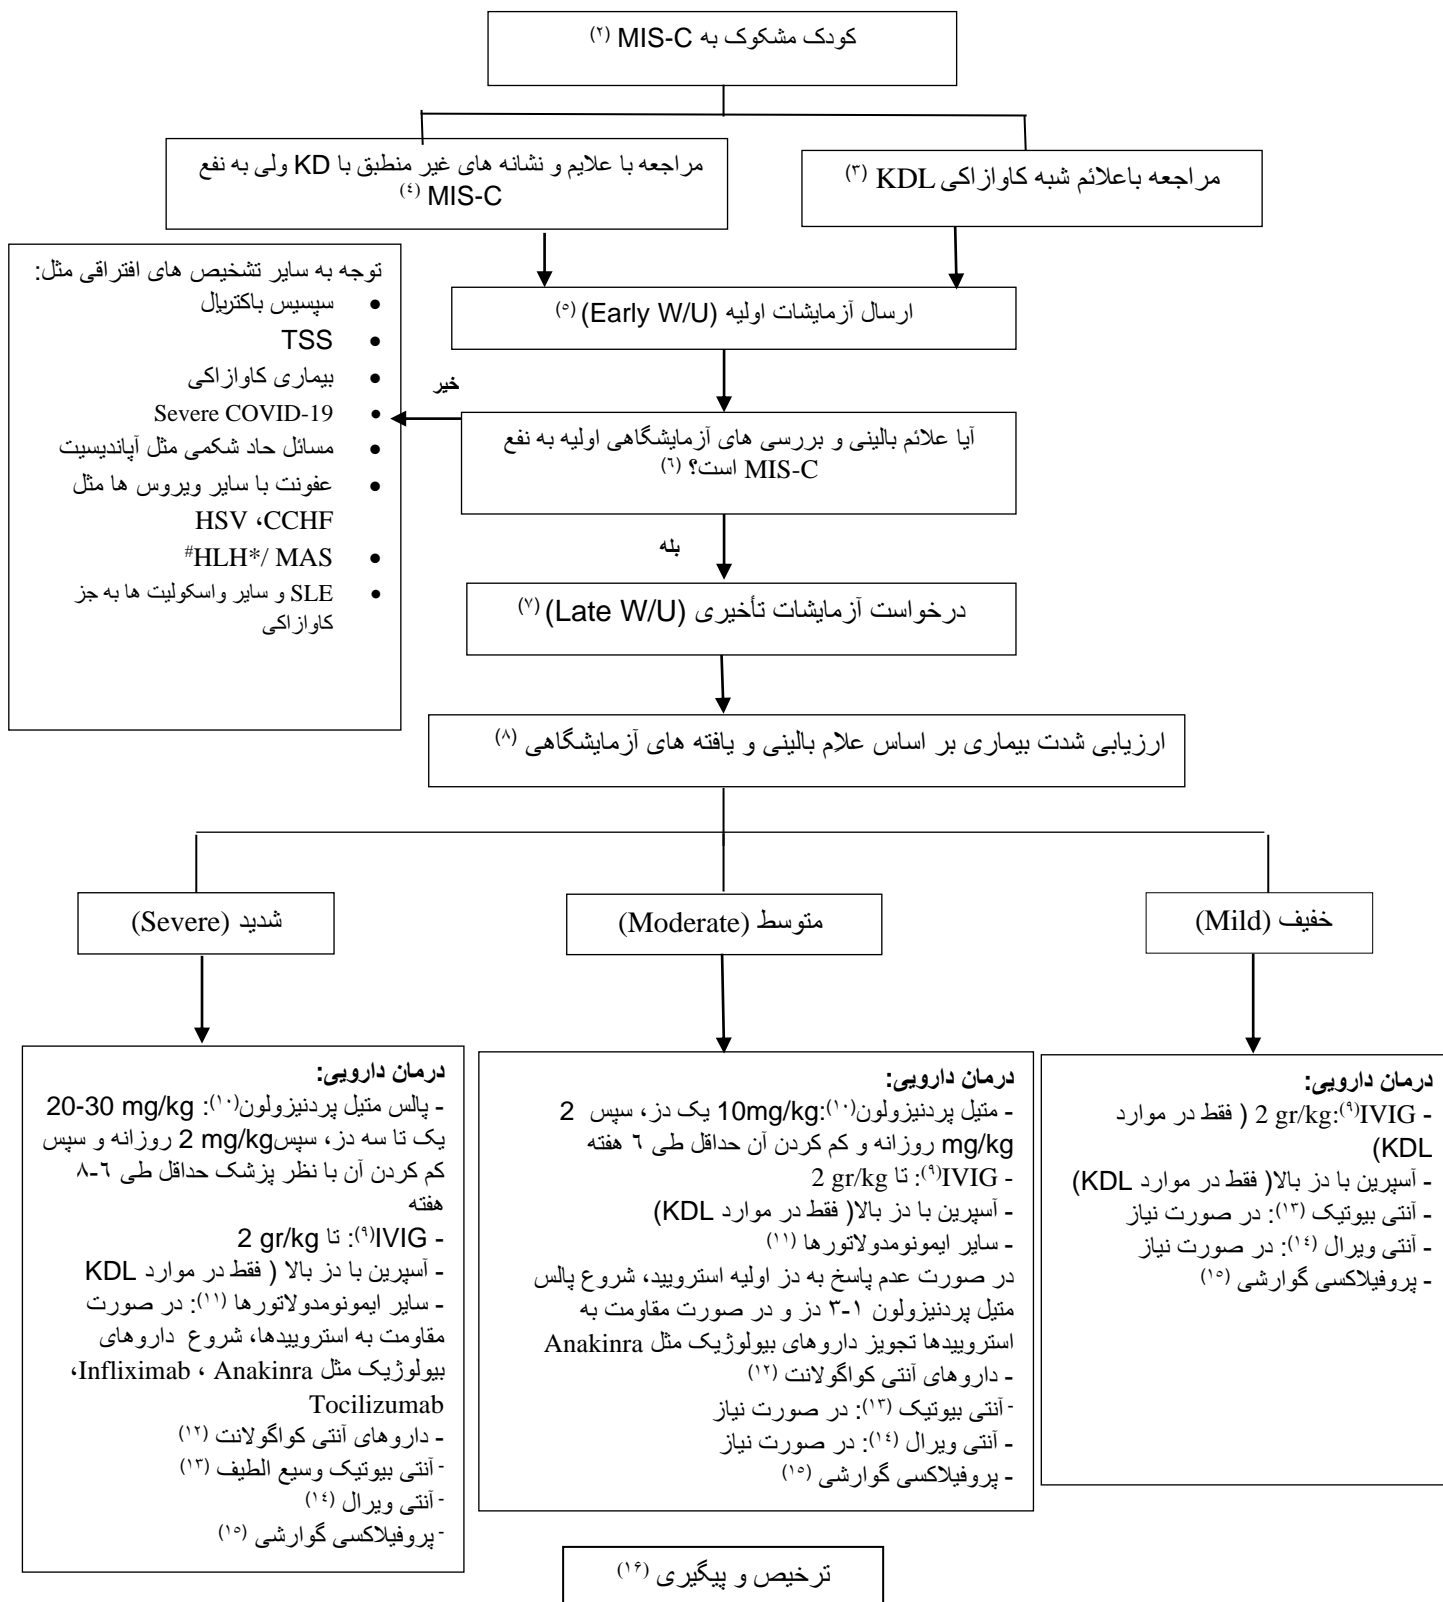 کودک مشکوک به MIS-C (۲)
مراجعه با علایم و نشانه های غیر منطبق با KD ولی به نفع
MIS-C (٤)
مراجعه باعلائم شبه کاوازاکی KDL (۳)
توجه به سایر تشخیص های افتراقی مثل:
• سپسیس باکتریال
• TSS
• بیماری کاوازاکی
• Severe COVID-19
• مسائل حاد شکمی مثل آپاندیسیت
• عفونت با سایر ویروس ها مثل
HSV ،CCHF
• #HLH*/ MAS
• SLE و سایر واسکولیت ها به جز
کاوازاکی
ارسال آزمایشات اولیه (Early W/U) (٥)
خیر
آیا علائم بالینی و بررسی های آزمایشگاهی اولیه به نفع
MIS-C است؟ (٦)
بله
درخواست آزمایشات تأخیری (Late W/U) (۷)
ارزیابی شدت بیماری بر اساس علام بالینی و یافته های آزمایشگاهی (۸)
خفیف (Mild)
متوسط (Moderate)
شدید (Severe)
درمان دارویی:
- IVIG(۹): 2 gr/kg ( فقط در موارد
KDL)
- آسپرین با دز بالا( فقط در موارد KDL)
- آنتی بیوتیک (۱۳): در صورت نیاز
- آنتی ویرال (۱٤): در صورت نیاز
- پروفیلاکسی گوارشی (۱٥)
درمان دارویی:
- متیل پردنیزولون(۱۰):10mg/kg یک دز، سپس 2
mg/kg روزانه و کم کردن آن حداقل طی ٦ هفته
- IVIG(۹): تا 2 gr/kg
- آسپرین با دز بالا( فقط در موارد KDL)
- سایر ایمونومدولاتورها (۱۱)
در صورت عدم پاسخ به دز اولیه استرویید، شروع پالس
متیل پردنیزولون ۱-۳ دز و در صورت مقاومت به
استروییدها تجویز داروهای بیولوژیک مثل Anakinra
- داروهای آنتی کواگولانت (۱۲)
- آنتی بیوتیک (۱۳): در صورت نیاز
- آنتی ویرال (۱٤): در صورت نیاز
- پروفیلاکسی گوارشی (۱٥)
درمان دارویی:
- پالس متیل پردنیزولون(۱۰): 20-30 mg/kg
یک تا سه دز، سپس2 mg/kg روزانه و سپس
کم کردن آن با نظر پزشک حداقل طی ٦-۸
هفته
- IVIG(۹): تا 2 gr/kg
- آسپرین با دز بالا ( فقط در موارد KDL
- سایر ایمونومدولاتورها (۱۱): در صورت
مقاومت به استروییدها، شروع داروهای
بیولوژیک مثل Infliximab ، Anakinra،
Tocilizumab
- داروهای آنتی کواگولانت (۱۲)
- آنتی بیوتیک وسیع الطیف (۱۳)
- آنتی ویرال (۱٤)
- پروفیلاکسی گوارشی (۱٥)
ترخیص و پیگیری (۱۶)